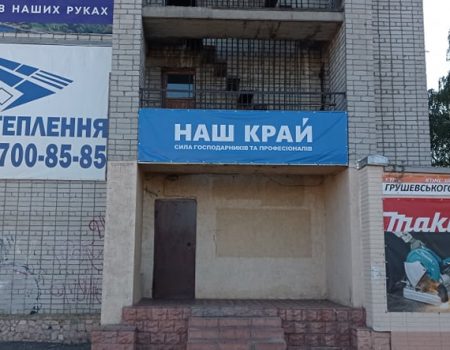 В НАШИХ РУКАХ
ТЕПЛЕННЯ
700-85-85
НАШ КРАЙ
СИЛА ГОСПОДАРНИКІВ ТА ПРОФЕСІОНАЛІВ
ГРУШЕВСЬКОГО
Makita